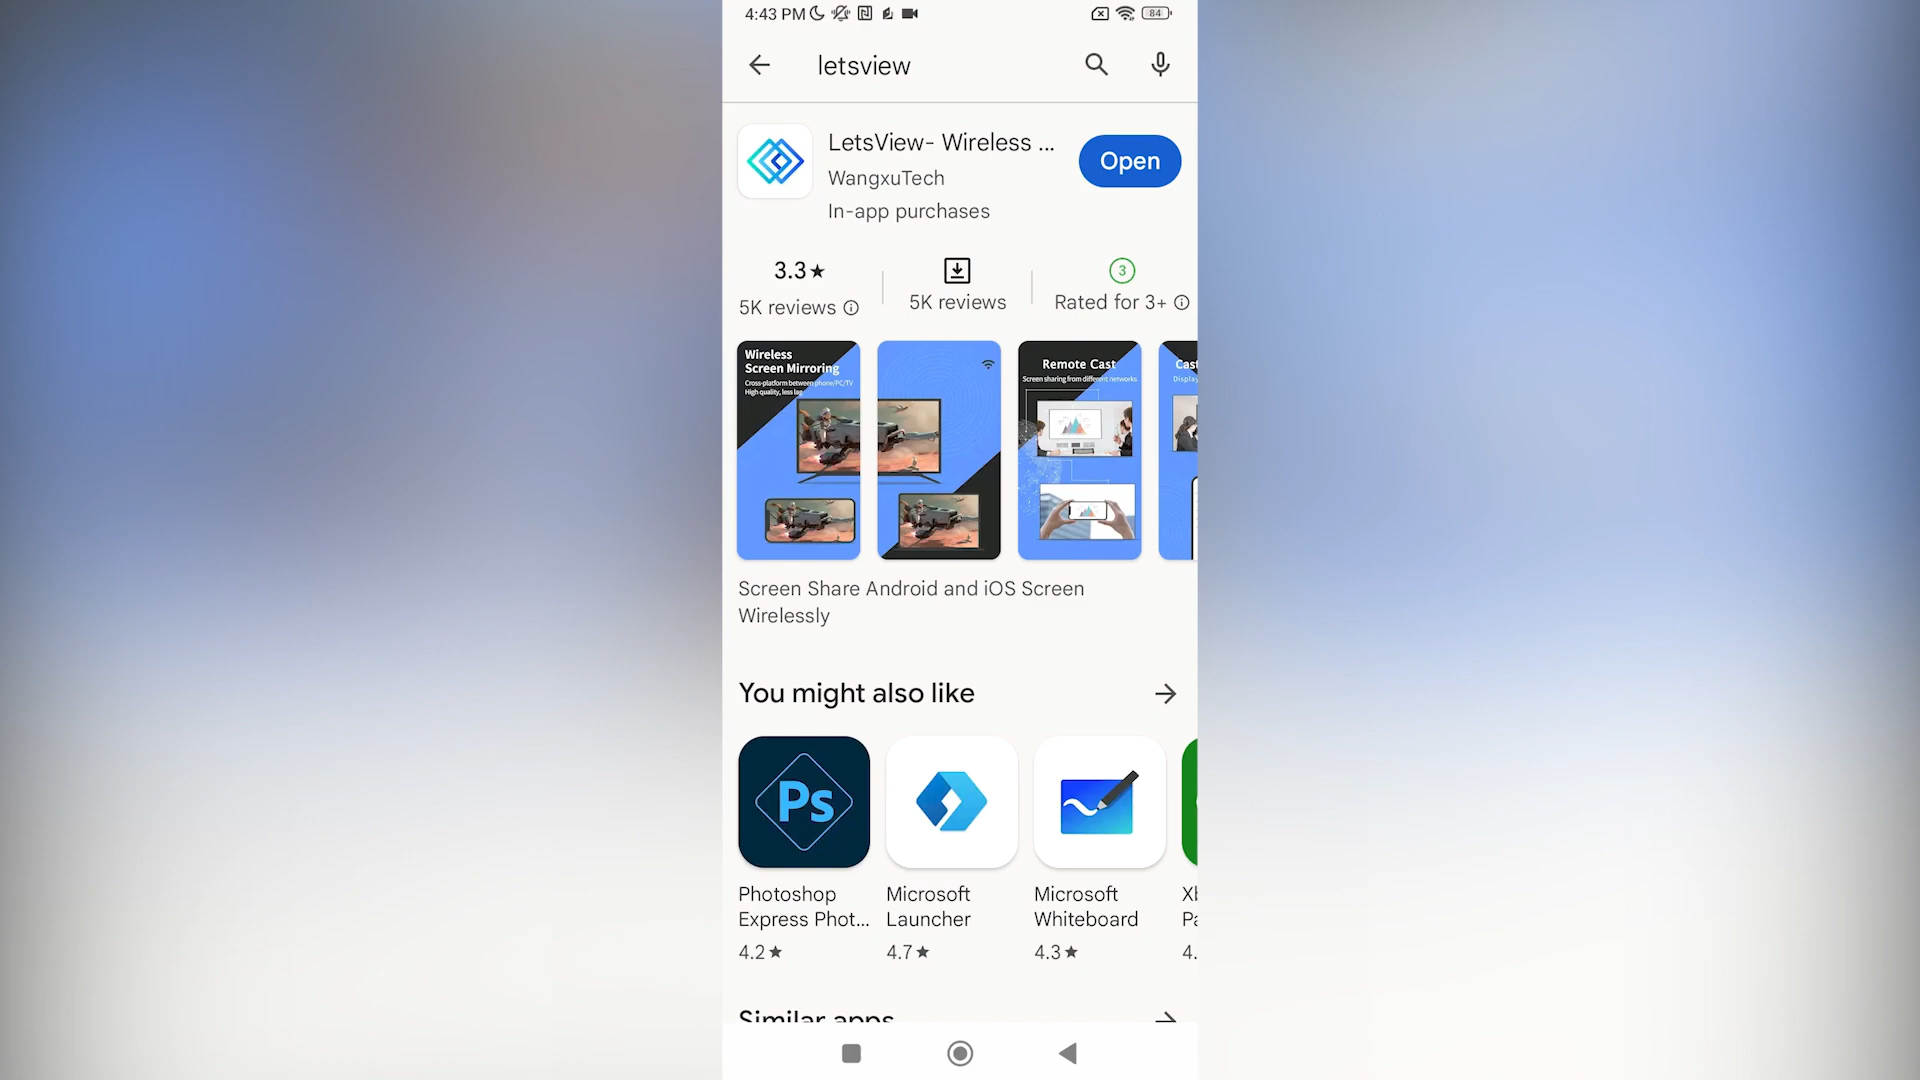 4:43 PM
84
letsview
LetsView- Wireless ...
WangxuTech
In-app purchases
Open
3.3★
5K reviews
5K reviews
3
Rated for 3+
Wireless
Screen Mirroring
Cross-platform between phone/PC/TV
High quality, less lag
Remote Cast
Screen sharing from different networks
Cast
Display
Screen Share Android and iOS Screen
Wirelessly
You might also like
Ps
Photoshop
Express Phot...
4.2★
Microsoft
Launcher
4.7★
Microsoft
Whiteboard
4.3★
Pa
4.
Similar apps